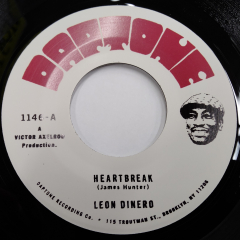 DAPTONE
1146-A
A
VICTOR AXELROD
Production.
HEARTBREAK
(James Hunter)
LEON DINERO
DAPTONE RECORDING Co. • 115 TROUTMAN ST., BROOKLYN, NY 11206